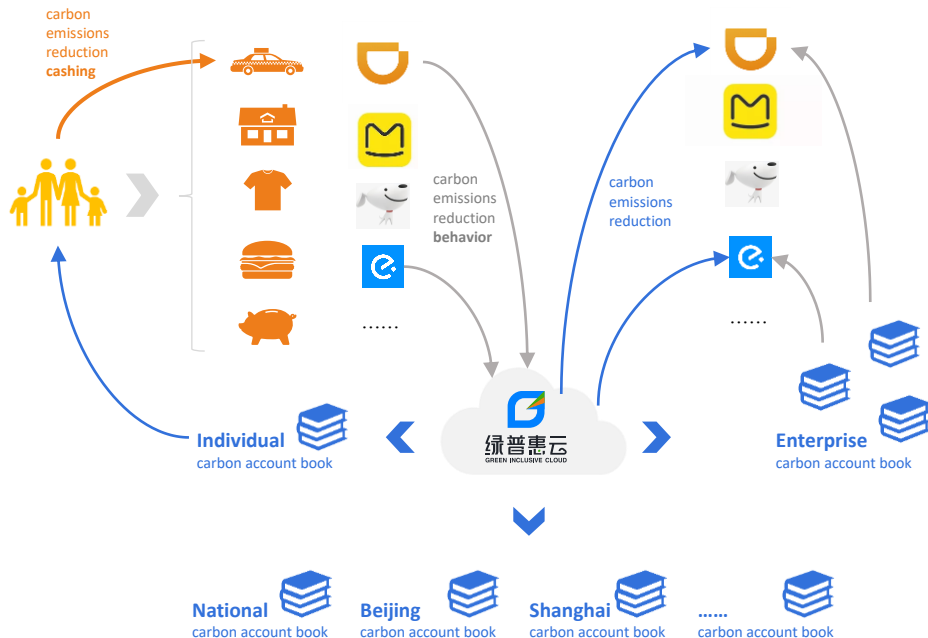 carbon
emissions
reduction
cashing
carbon
emissions
reduction
behavior
......
carbon
emissions
reduction
......
绿普惠云
GREEN INCLUSIVE CLOUD
Individual
carbon account book
Enterprise
carbon account book
National
carbon account book
Beijing
carbon account book
Shanghai
carbon account book
......
carbon account book